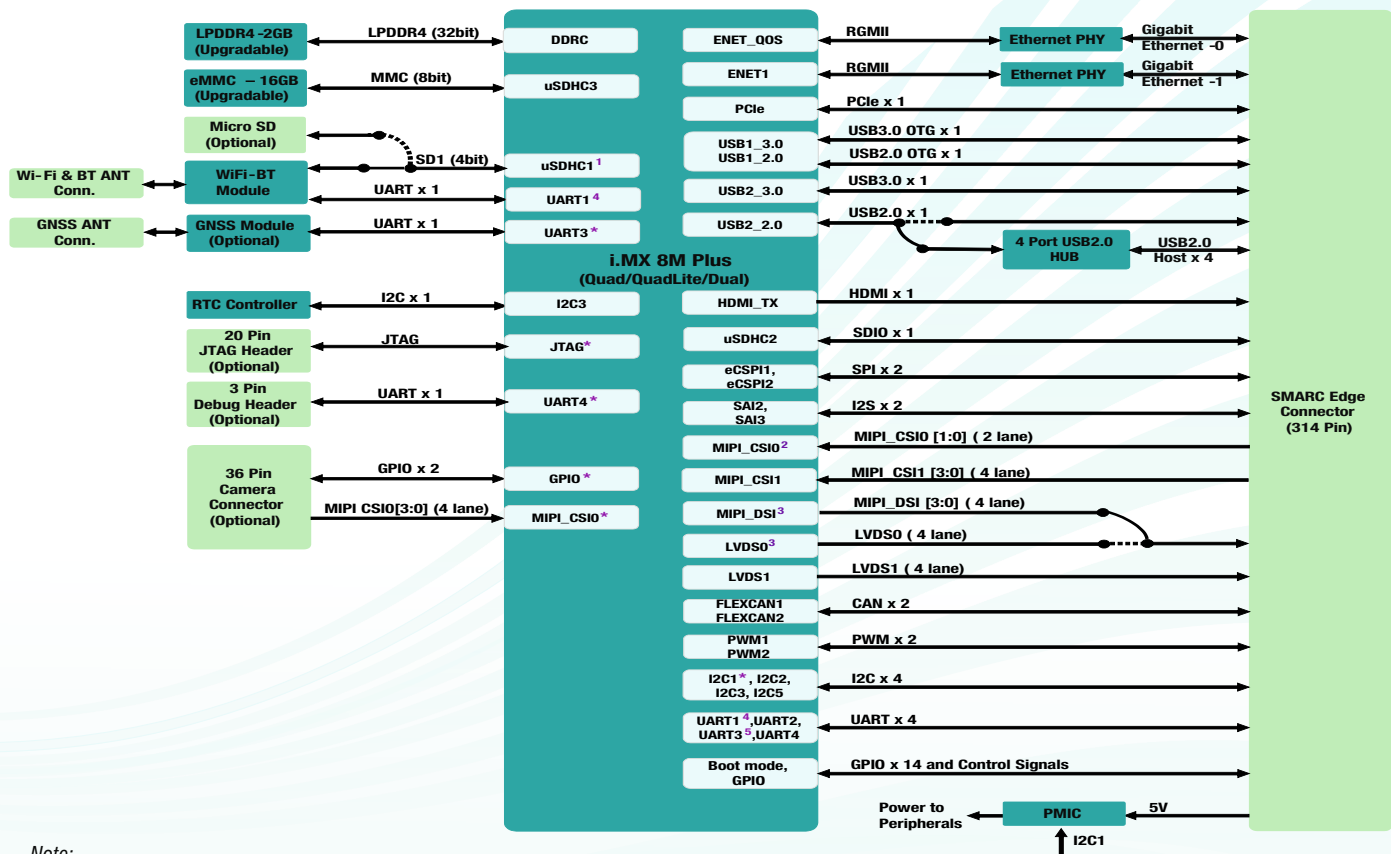 LPDDR4 -2GB
(Upgradable)
LPDDR4 (32bit)
DDRC
eMMC – 16GB
(Upgradable)
MMC (8bit)
uSDHC3
Micro SD
(Optional)
SD1 (4bit)
uSDHC1 1
Wi-Fi & BT ANT
Conn.
WiFi-BT
Module
UART x 1
UART1 4
GNSS ANT
Conn.
GNSS Module
(Optional)
UART x 1
UART3 *
i.MX 8M Plus
(Quad/QuadLite/Dual)
RTC Controller
I2C x 1
I2C3
20 Pin
JTAG Header
(Optional)
JTAG
JTAG*
3 Pin
Debug Header
(Optional)
UART x 1
UART4 *
36 Pin
Camera
Connector
(Optional)
GPIO x 2
GPIO *
MIPI CSI0[3:0] (4 lane)
MIPI_CSI0 *
ENET_QOS
RGMII
Ethernet PHY
Gigabit
Ethernet -0
ENET1
RGMII
Ethernet PHY
Gigabit
Ethernet -1
PCIe
PCIe x 1
USB1_3.0
USB1_2.0
USB3.0 OTG x 1
USB2.0 OTG x 1
USB2_3.0
USB3.0 x 1
USB2_2.0
USB2.0 x 1
4 Port USB2.0
HUB
USB2.0
Host x 4
HDMI_TX
HDMI x 1
uSDHC2
SDIO x 1
eCSPI1,
eCSPI2
SPI x 2
SAI2,
SAI3
I2S x 2
MIPI_CSI0 2
MIPI_CSI0 [1:0] ( 2 lane)
MIPI_CSI1
MIPI_CSI1 [3:0] ( 4 lane)
MIPI_DSI 3
MIPI_DSI [3:0] ( 4 lane)
LVDS0 3
LVDS0 ( 4 lane)
LVDS1
LVDS1 ( 4 lane)
FLEXCAN1
FLEXCAN2
CAN x 2
PWM1
PWM2
PWM x 2
I2C1 * , I2C2,
I2C3, I2C5
I2C x 4
UART1 4 ,UART2,
UART3 5 ,UART4
UART x 4
Boot mode,
GPIO
GPIO x 14 and Control Signals
SMARC Edge
Connector
(314 Pin)
Power to
Peripherals
PMIC
5V
I2C1
Note: